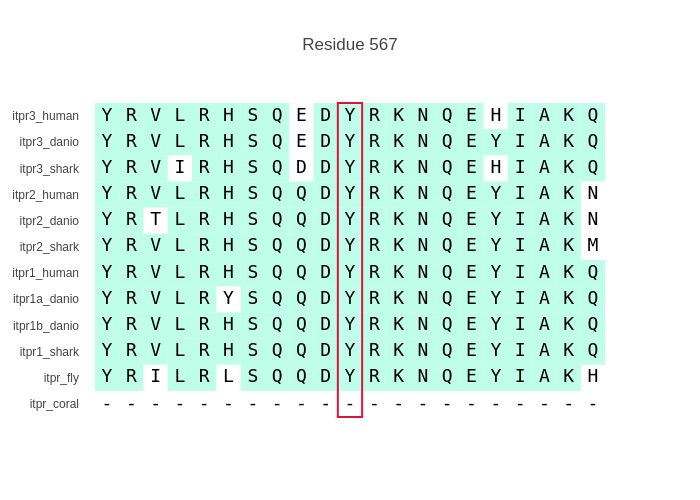 Residue 567
itpr3_human Y R V L R H S Q E D Y R K N Q E H I A K Q
itpr3_danio Y R V L R H S Q E D Y R K N Q E Y I A K Q
itpr3_shark Y R V I R H S Q D D Y R K N Q E H I A K Q
itpr2_human Y R V L R H S Q Q D Y R K N Q E Y I A K N
itpr2_danio Y R T L R H S Q Q D Y R K N Q E Y I A K N
itpr2_shark Y R V L R H S Q Q D Y R K N Q E Y I A K M
itpr1_human Y R V L R H S Q Q D Y R K N Q E Y I A K Q
itpr1a_danio Y R V L R Y S Q Q D Y R K N Q E Y I A K Q
itpr1b_danio Y R V L R H S Q Q D Y R K N Q E Y I A K Q
itpr1_shark Y R V L R H S Q Q D Y R K N Q E Y I A K Q
itpr_fly Y R I L R L S Q Q D Y R K N Q E Y I A K H
itpr_coral - - - - - - - - - - - - - - - - - - - - -